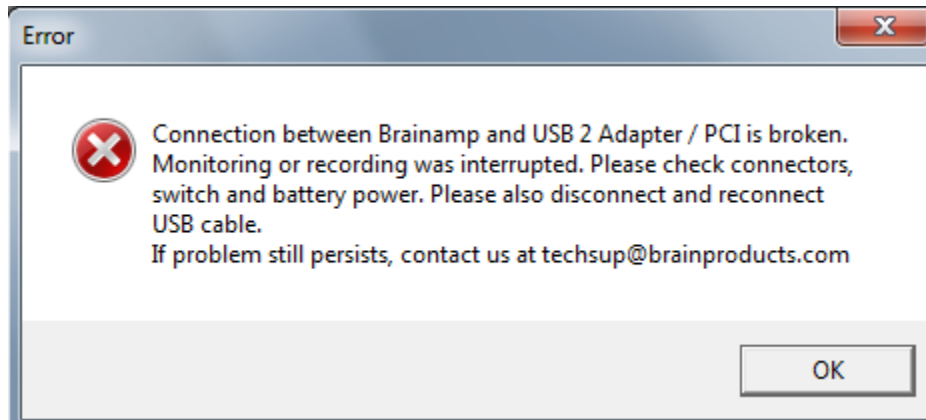 Error
Connection between Brainamp and USB 2 Adapter / PCI is broken.
Monitoring or recording was interrupted. Please check connectors,
switch and battery power. Please also disconnect and reconnect
USB cable.
If problem still persists, contact us at techsup@brainproducts.com
OK